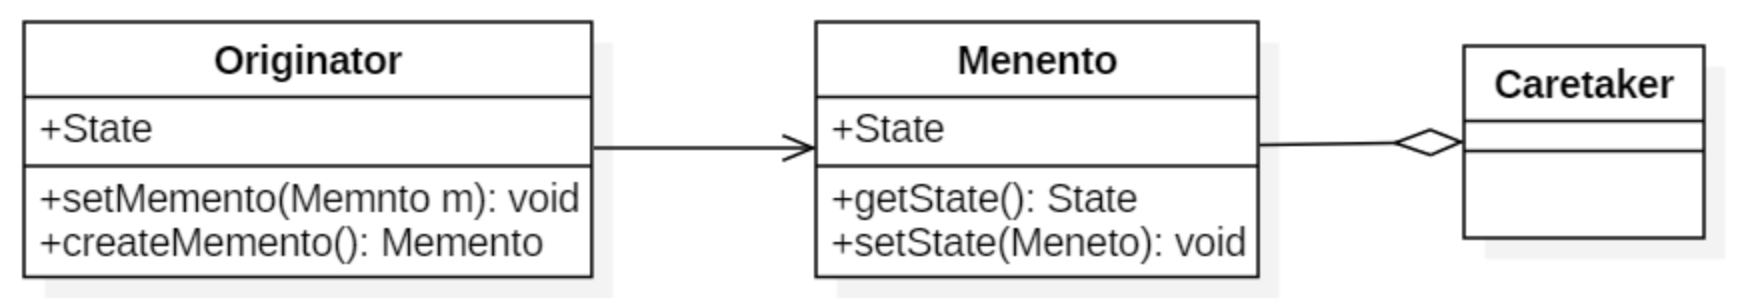 Originator
+State
+setMemento(Memnto m): void
+createMemento(): Memento
Menento
+State
+getState(): State
+setState(Meneto): void
Caretaker